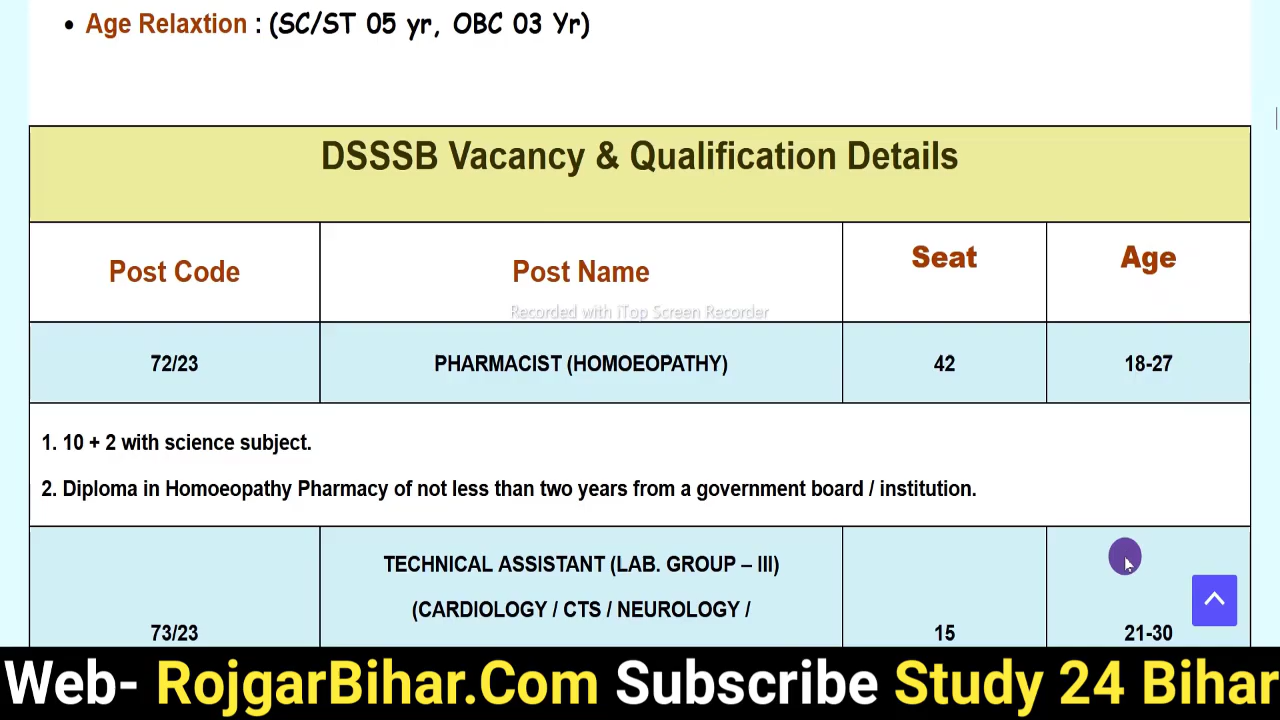 • Age Relaxtion : (SC/ST 05 yr, OBC 03 Yr)
DSSSB Vacancy & Qualification Details
Post Code Post Name Seat Age
Recorded with iTop Screen Recorder
72/23 PHARMACIST (HOMOEOPATHY) 42 18-27
1. 10 + 2 with science subject.
2. Diploma in Homoeopathy Pharmacy of not less than two years from a government board / institution.
TECHNICAL ASSISTANT (LAB. GROUP – III)
(CARDIOLOGY / CTS / NEUROLOGY /
73/23 15 21-30
Web- RojgarBihar.Com Subscribe Study 24 Bihar